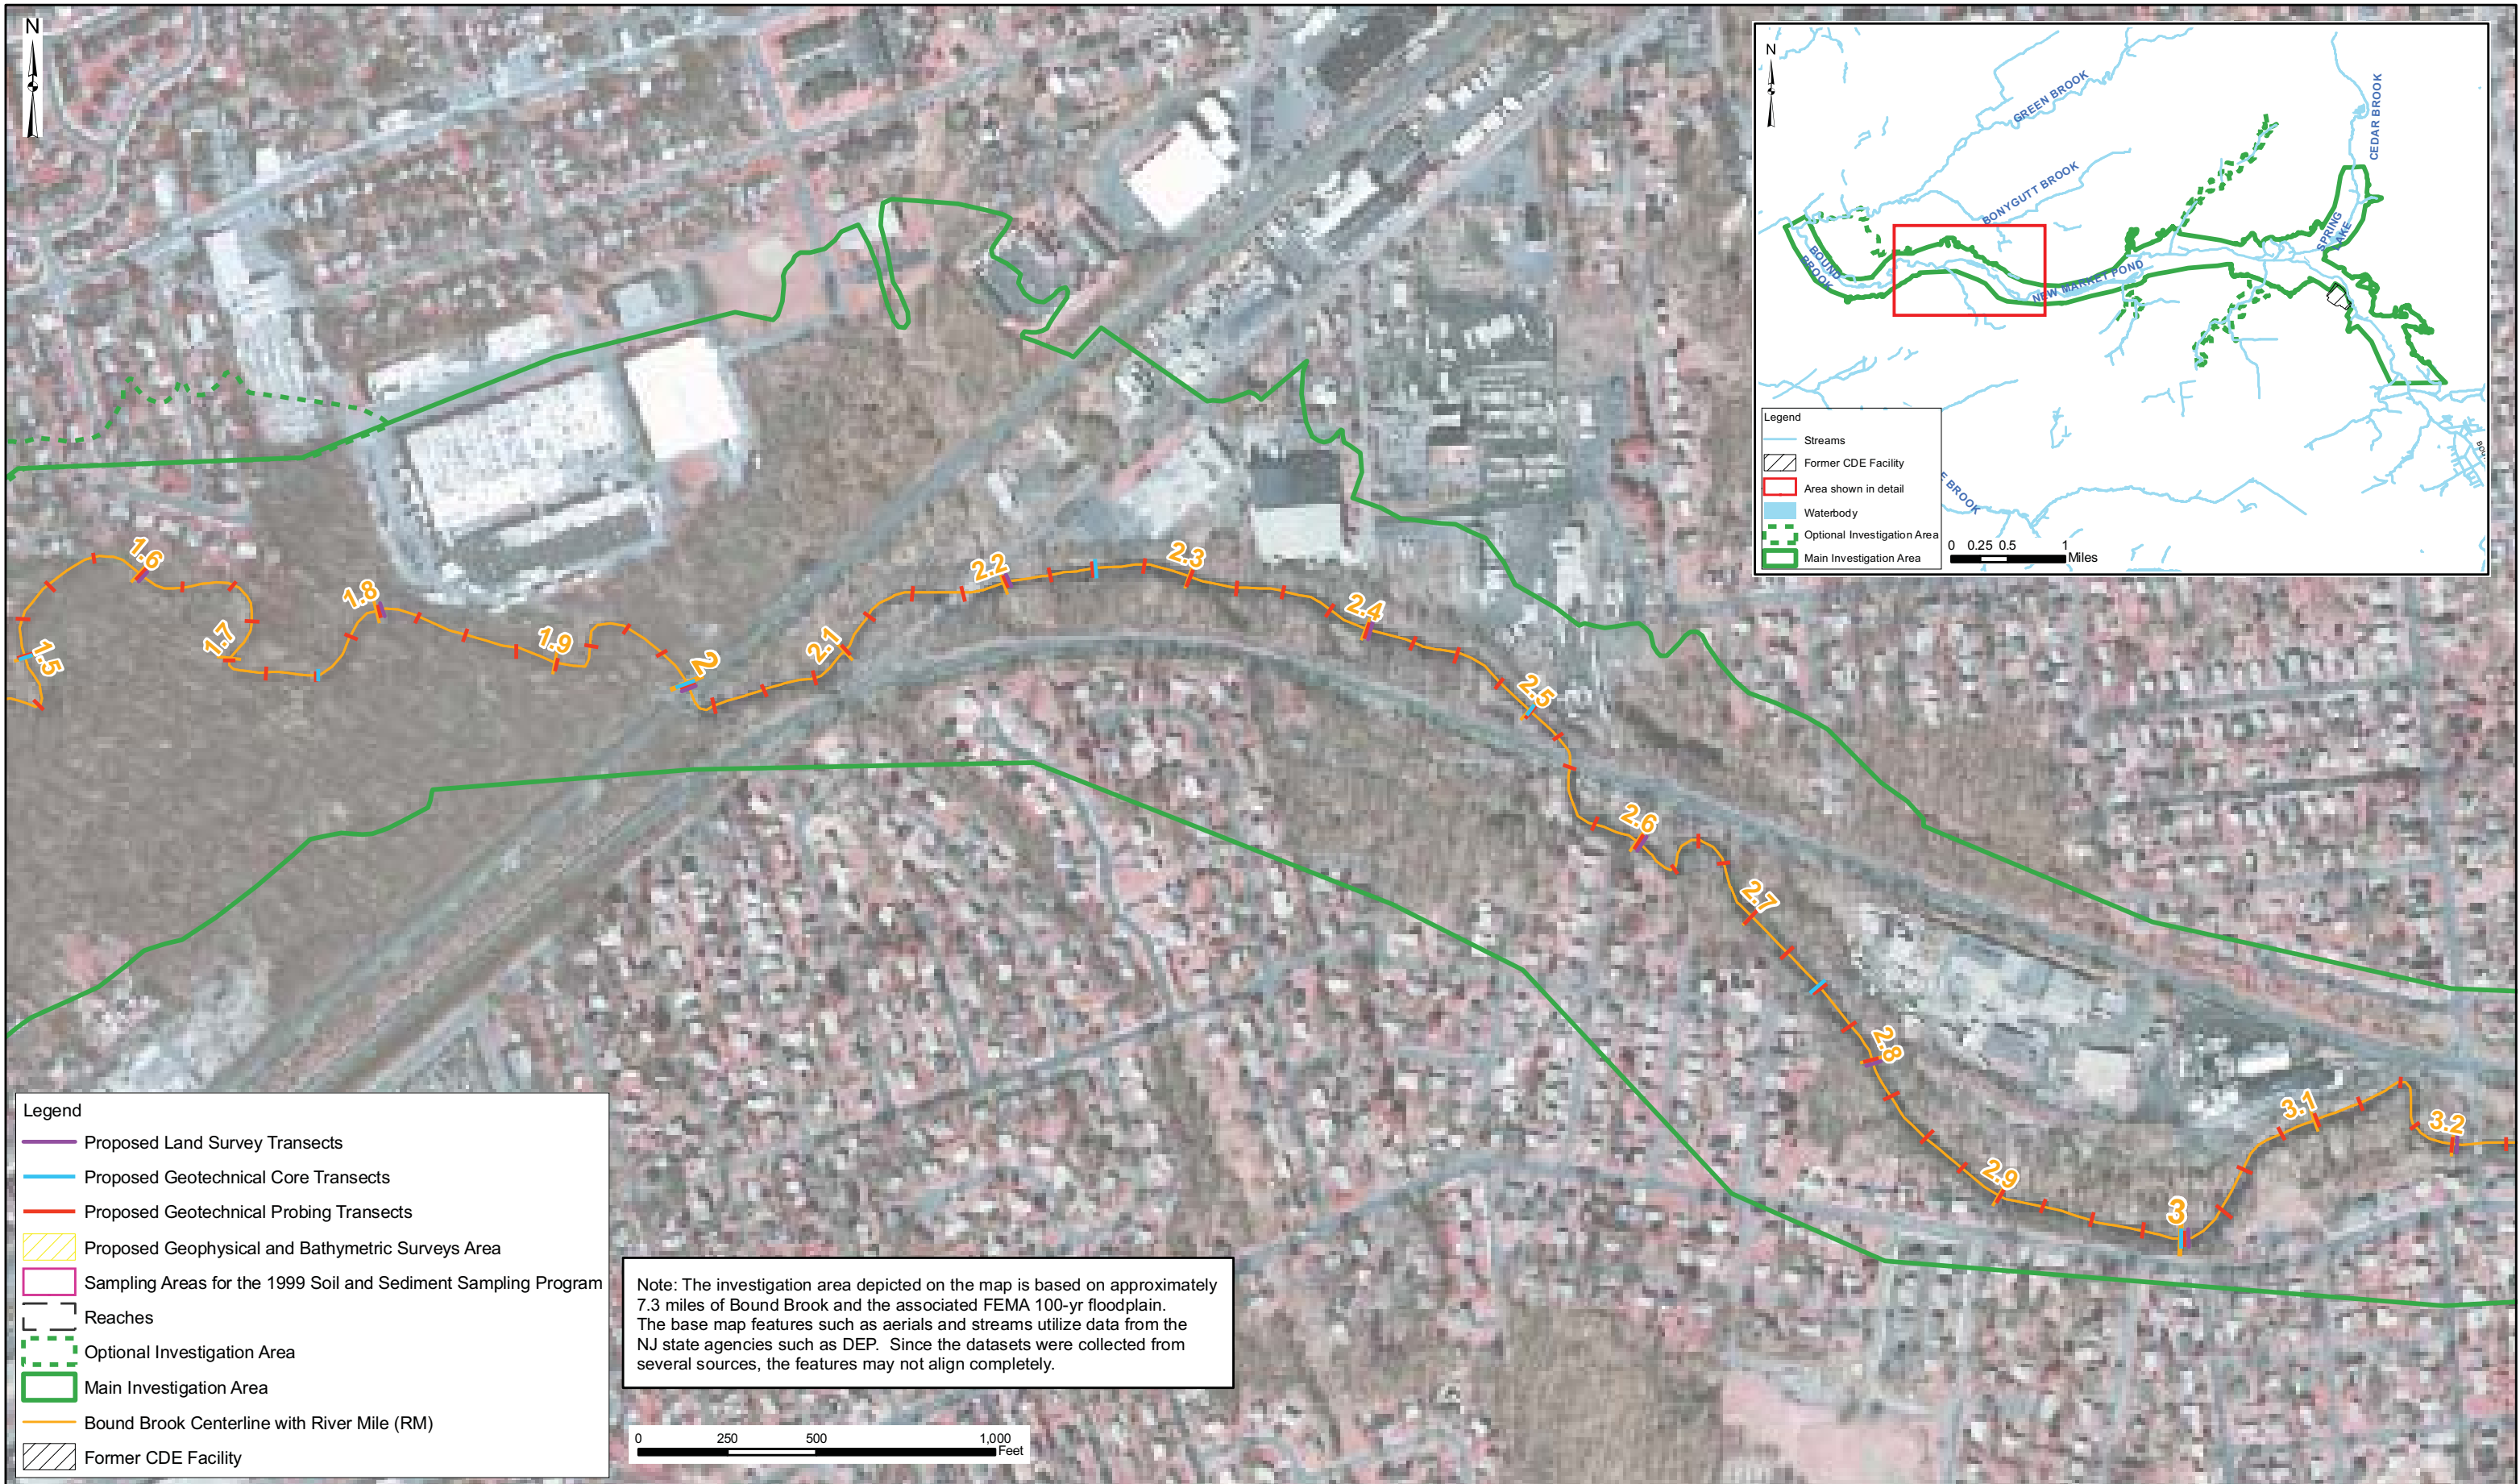 N
1.5
1.6
1.7
1.8
1.9
2
2.1
2.2
2.3
2.4
2.5
2.6
2.7
2.8
2.9
3
3.1
3.2
N
GREEN BROOK
BONYGUTT BROOK
CEDAR BROOK
SPRING
LAKE
BOUND
BROOK
NEW MARKET POND
E BROOK
BOU
Legend
Streams
Former CDE Facility
Area shown in detail
Waterbody
Optional Investigation Area
Main Investigation Area
0 0.25 0.5 1
Miles
Legend
Proposed Land Survey Transects
Proposed Geotechnical Core Transects
Proposed Geotechnical Probing Transects
Proposed Geophysical and Bathymetric Surveys Area
Sampling Areas for the 1999 Soil and Sediment Sampling Program
Reaches
Optional Investigation Area
Main Investigation Area
Bound Brook Centerline with River Mile (RM)
Former CDE Facility
Note: The investigation area depicted on the map is based on approximately
7.3 miles of Bound Brook and the associated FEMA 100-yr floodplain.
The base map features such as aerials and streams utilize data from the
NJ state agencies such as DEP. Since the datasets were collected from
several sources, the features may not align completely.
0 250 500 1,000
Feet